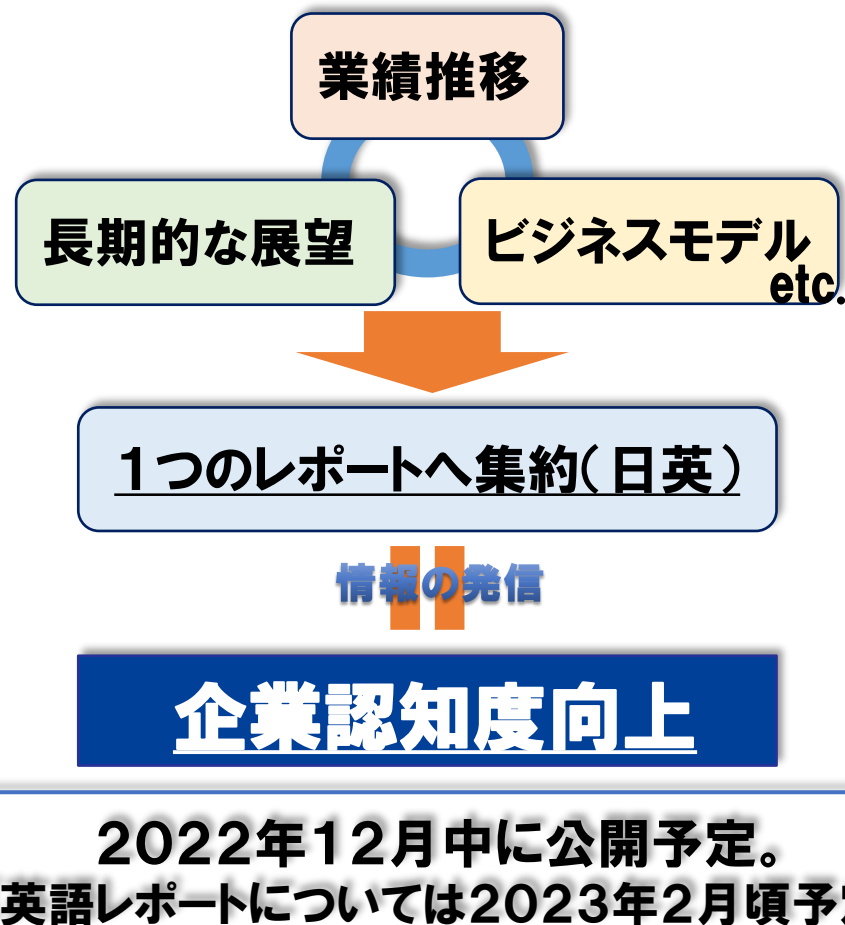 業績推移
長期的な展望
ビジネスモデル
etc.
１つのレポートへ集約（日英）
情報の発信
企業認知度向上
２０２２年１２月中に公開予定。
英語レポートについては２０２３年２月頃予